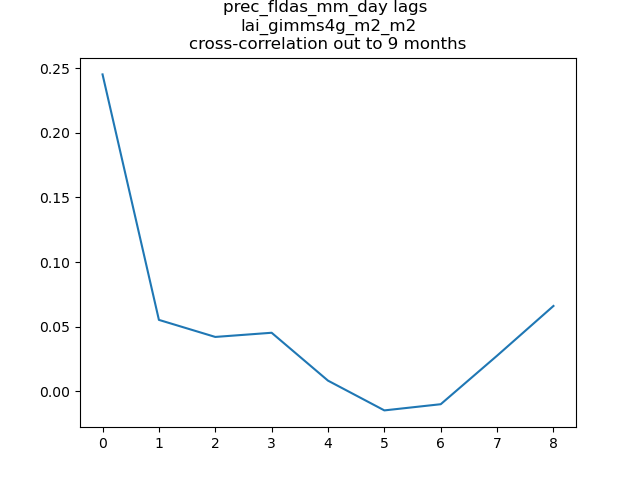 prec_fldas_mm_day lags
lai_gimms4g_m2_m2
cross-correlation out to 9 months
0.25
0.20
0.15
0.10
0.05
0.00
0 1 2 3 4 5 6 7 8